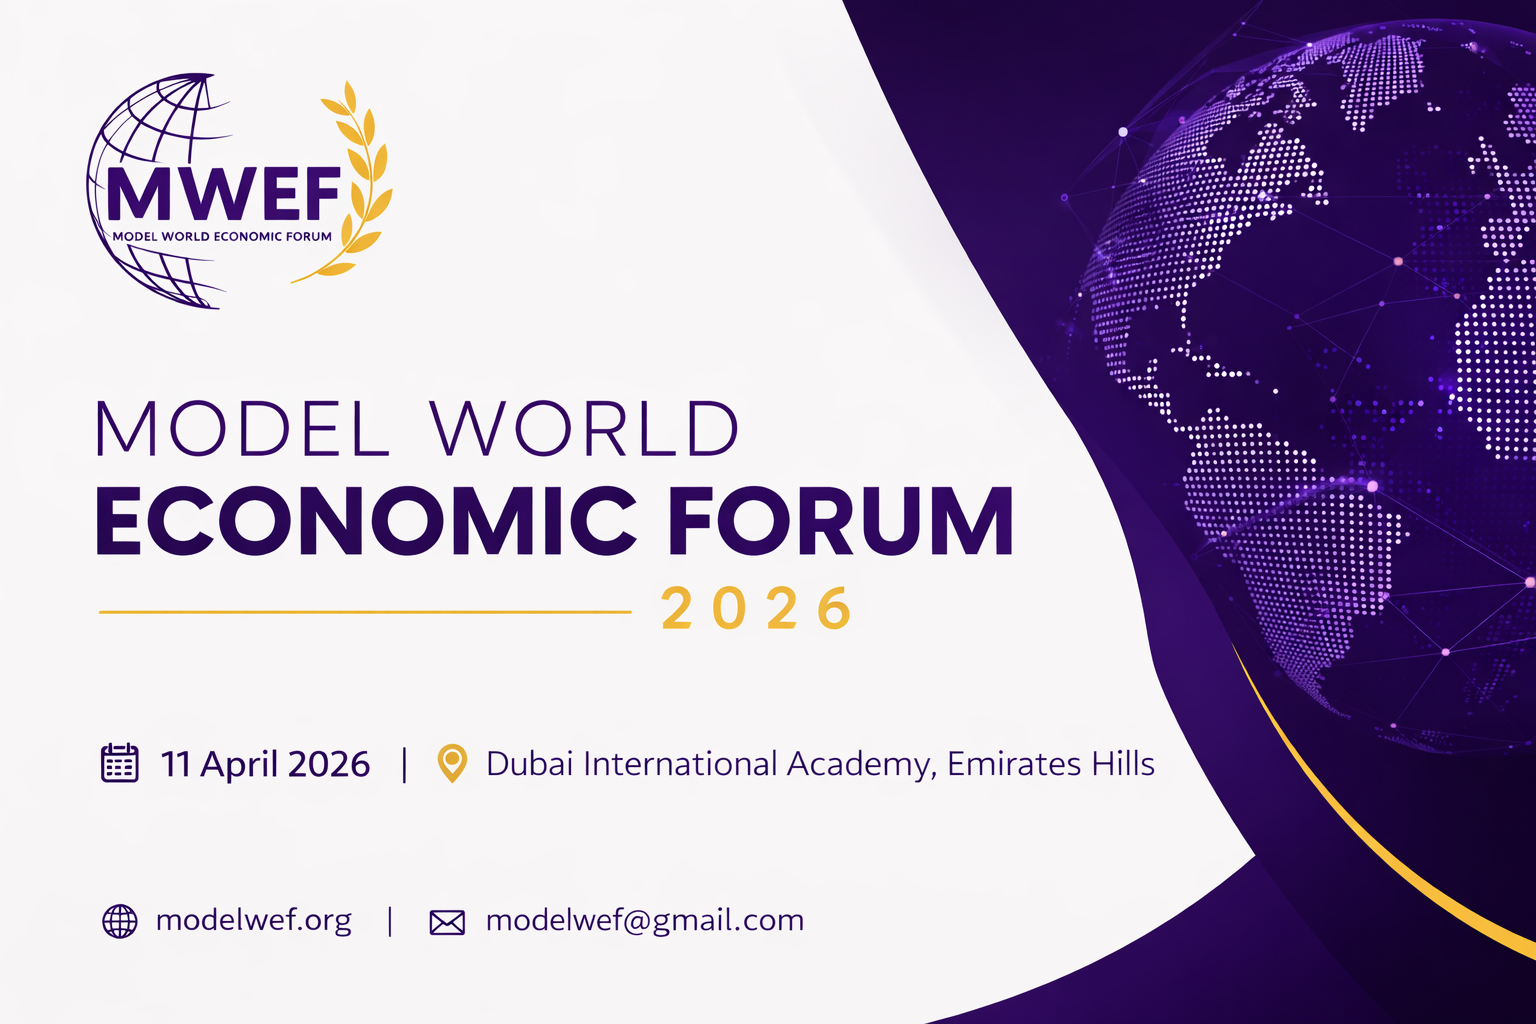 MWEF
MODEL WORLD ECONOMIC FORUM
MODEL WORLD
ECONOMIC FORUM
2026
11 April 2026 | Dubai International Academy, Emirates Hills
modelwef.org | modelwef@gmail.com